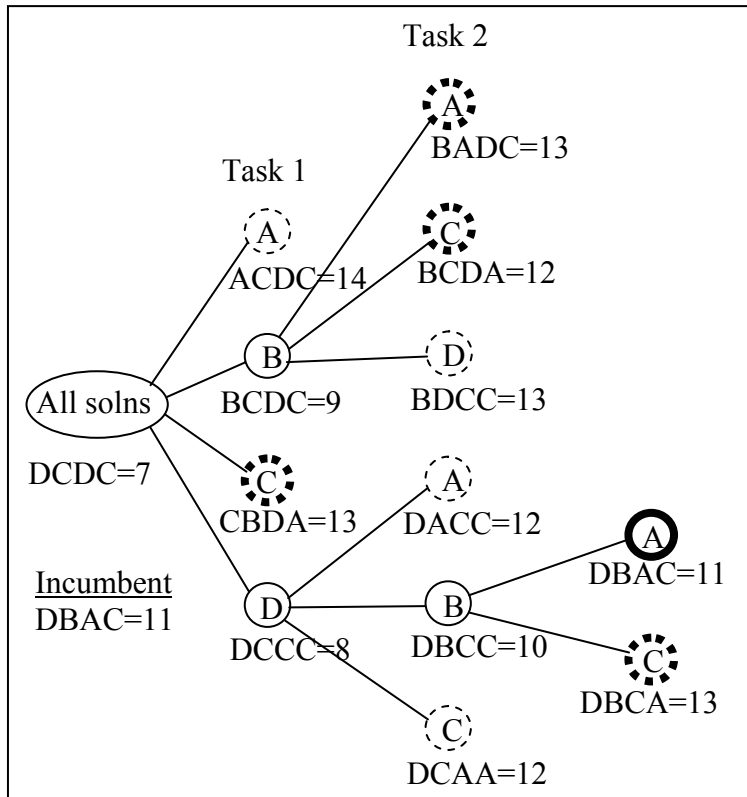 Task 2
A
BADC=13
Task 1
A
ACDC=14
C
BCDA=12
B
BCDC=9
D
BDCC=13
All solns
DCDC=7
C
CBDA=13
A
DACC=12
A
DBAC=11
Incumbent
DBAC=11
D
DCCC=8
B
DBCC=10
C
DBCA=13
C
DCAA=12